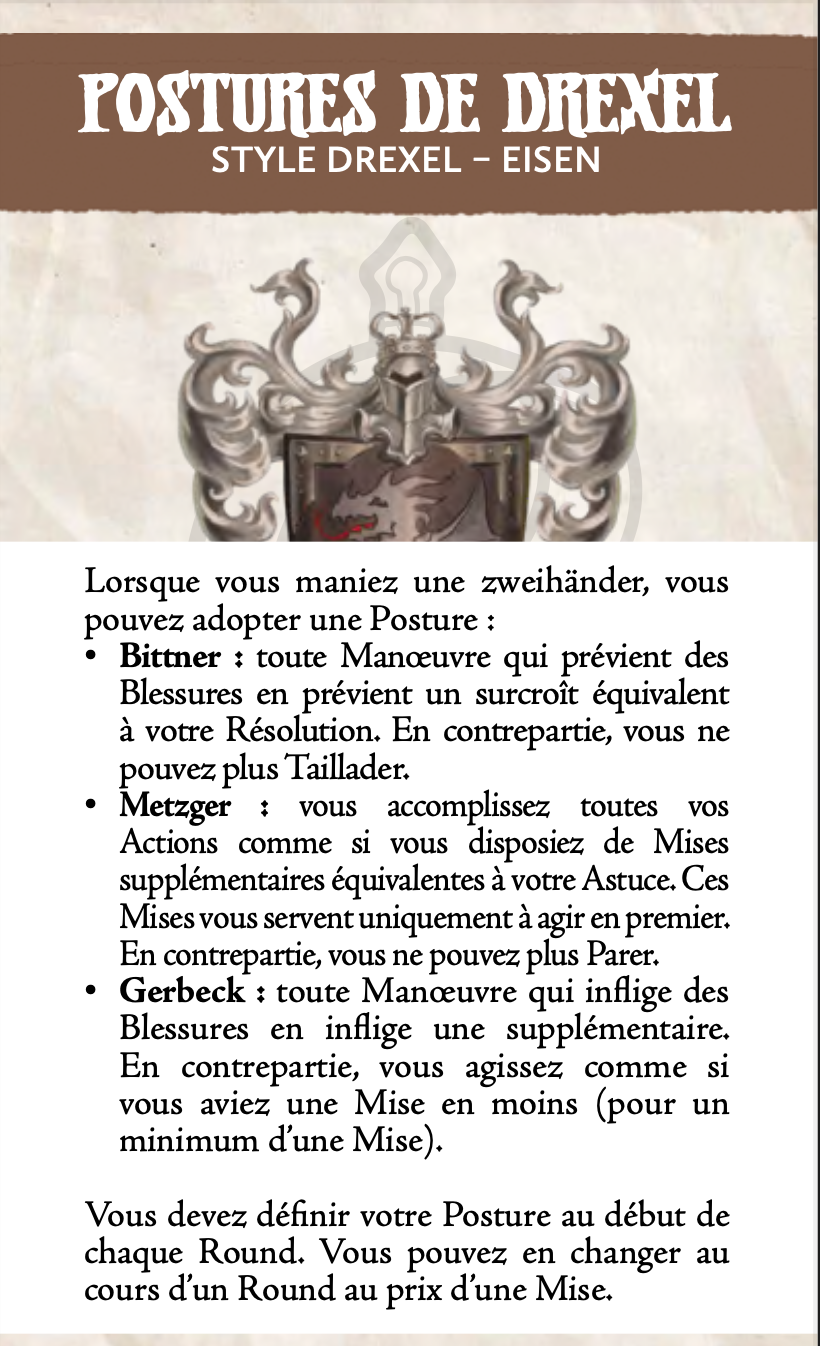 POSTURES DE DREXEL
STYLE DREXEL – EISEN
Lorsque vous maniez une zweihänder, vous
pouvez adopter une Posture :
• Bittner : toute Manœuvre qui prévient des
Blessures en prévient un surcroît équivalent
à votre Résolution. En contrepartie, vous ne
pouvez plus Taillader.
• Metzger : vous accomplissez toutes vos
Actions comme si vous disposiez de Mises
supplémentaires équivalentes à votre Astuce. Ces
Mises vous servent uniquement à agir en premier.
En contrepartie, vous ne pouvez plus Parer.
• Gerbeck : toute Manœuvre qui inflige des
Blessures en inflige une supplémentaire.
En contrepartie, vous agissez comme si
vous aviez une Mise en moins (pour un
minimum d’une Mise).
Vous devez définir votre Posture au début de
chaque Round. Vous pouvez en changer au
cours d’un Round au prix d’une Mise.